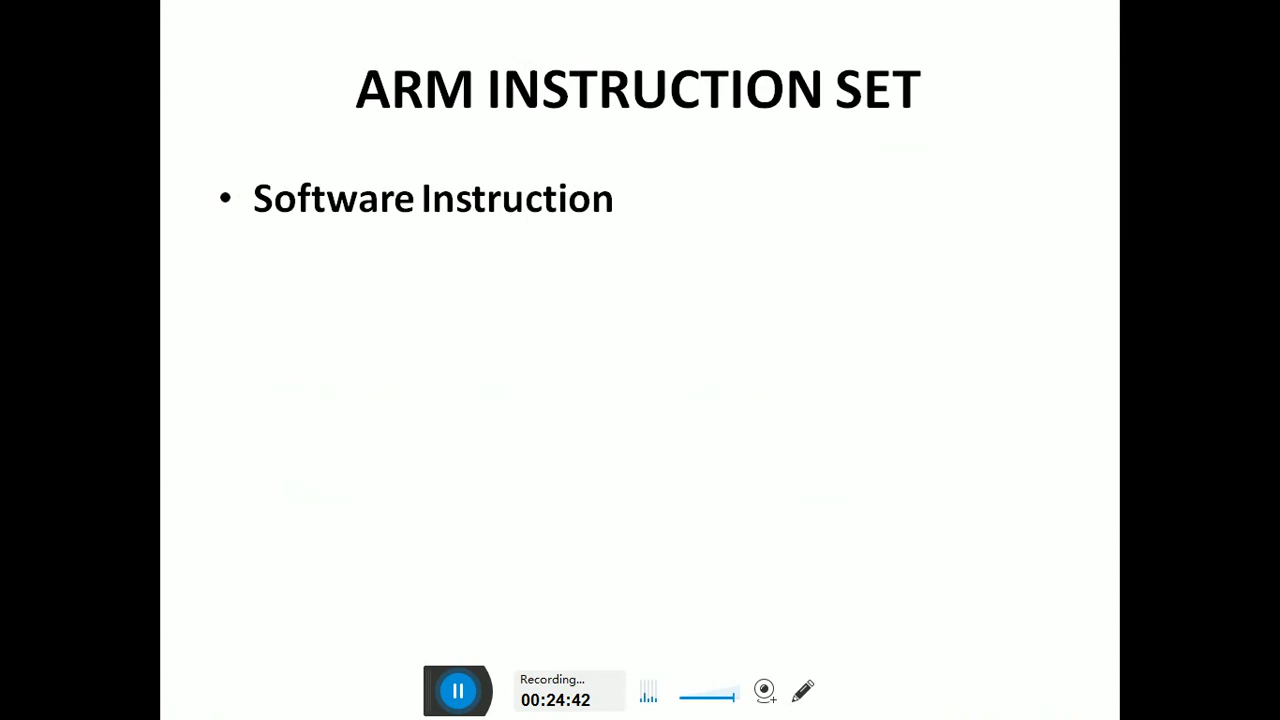 ARM INSTRUCTION SET
• Software Instruction
Recording...
00:24:42